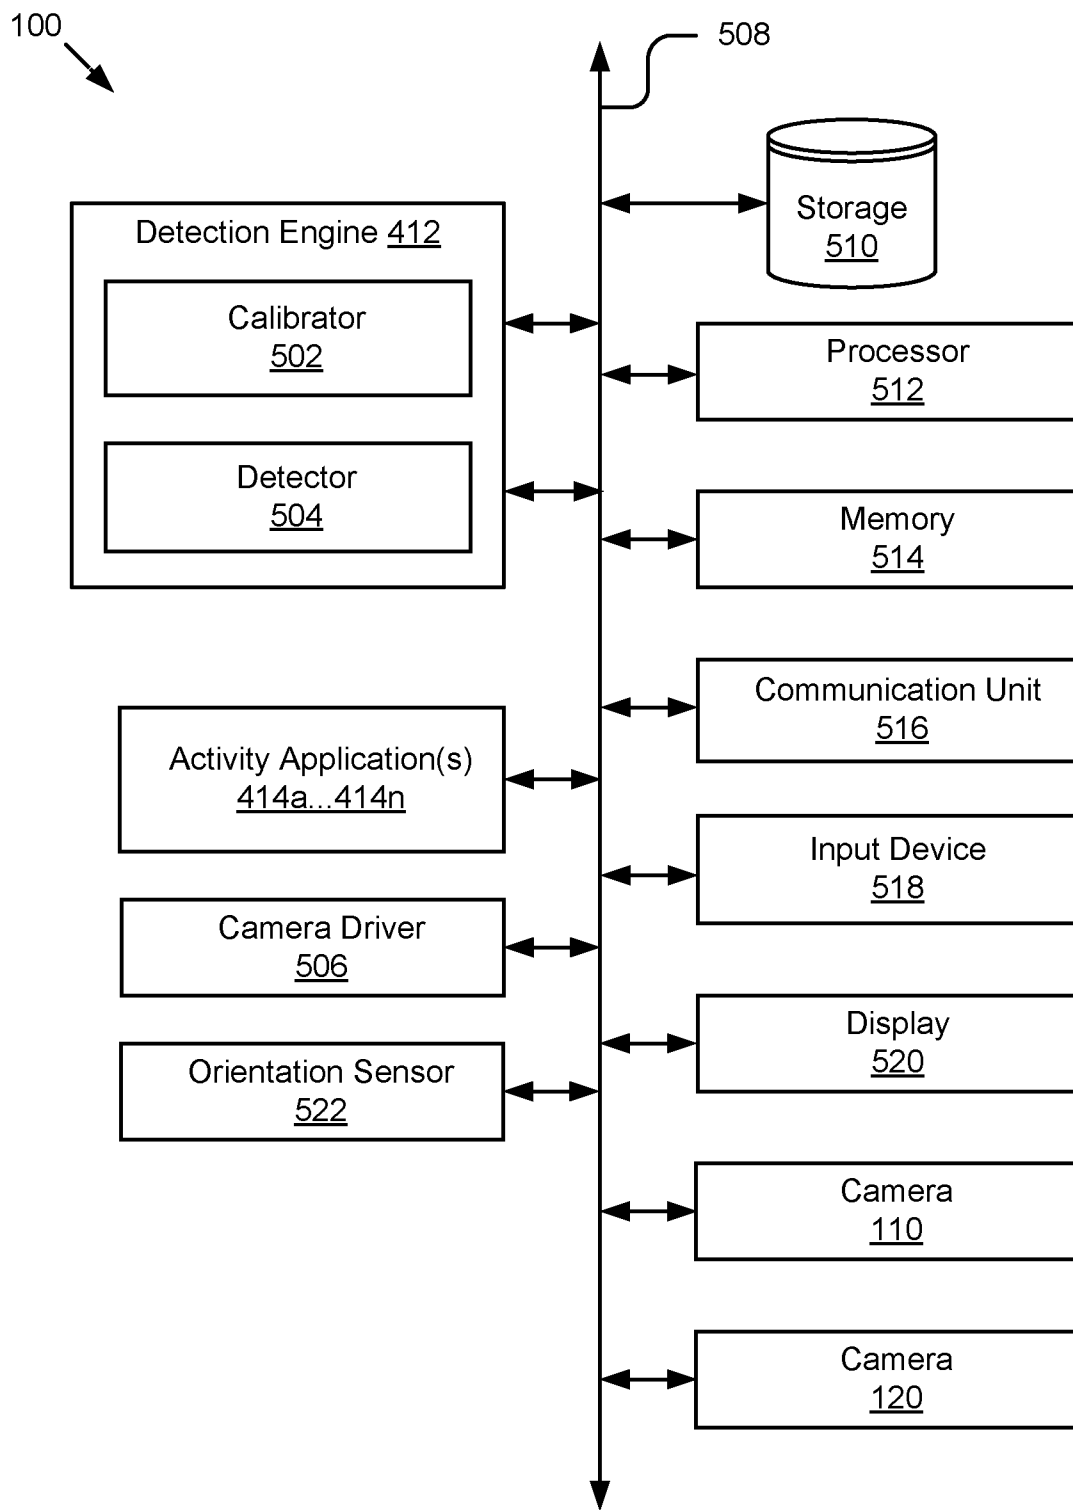 100
508
Storage
510
Detection Engine 412
Calibrator
502
Detector
504
Processor
512
Memory
514
Communication Unit
516
Activity Application(s)
414a...414n
Input Device
518
Camera Driver
506
Display
520
Orientation Sensor
522
Camera
110
Camera
120